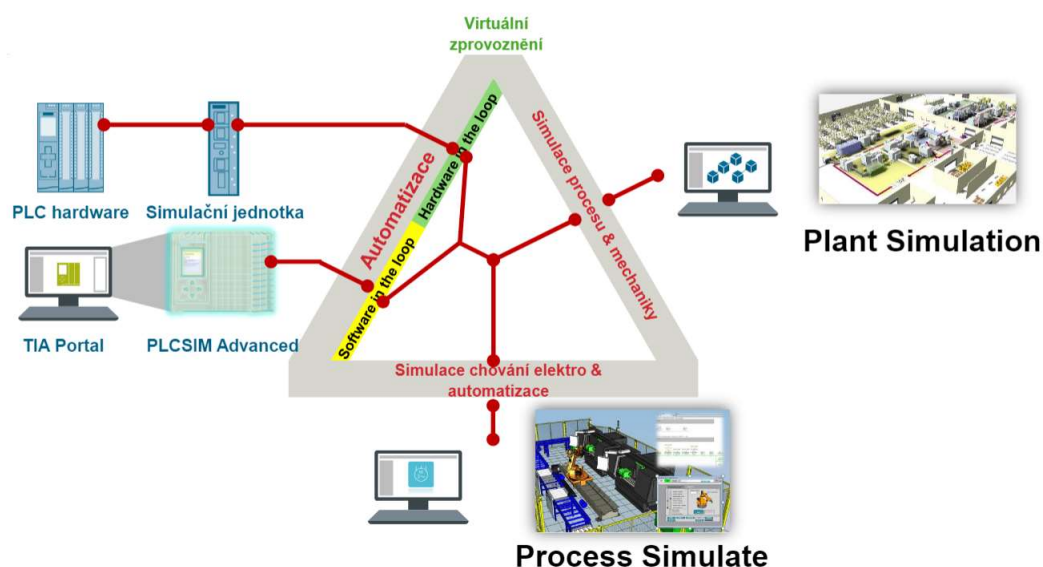 Virtuální
zprovoznění
PLC hardware
Simulační jednotka
Automatizace
Hardware in the loop
Software in the loop
Simulace procesu & mechaniky
Plant Simulation
TIA Portal
PLCSIM Advanced
Simulace chování elektro &
automatizace
Process Simulate